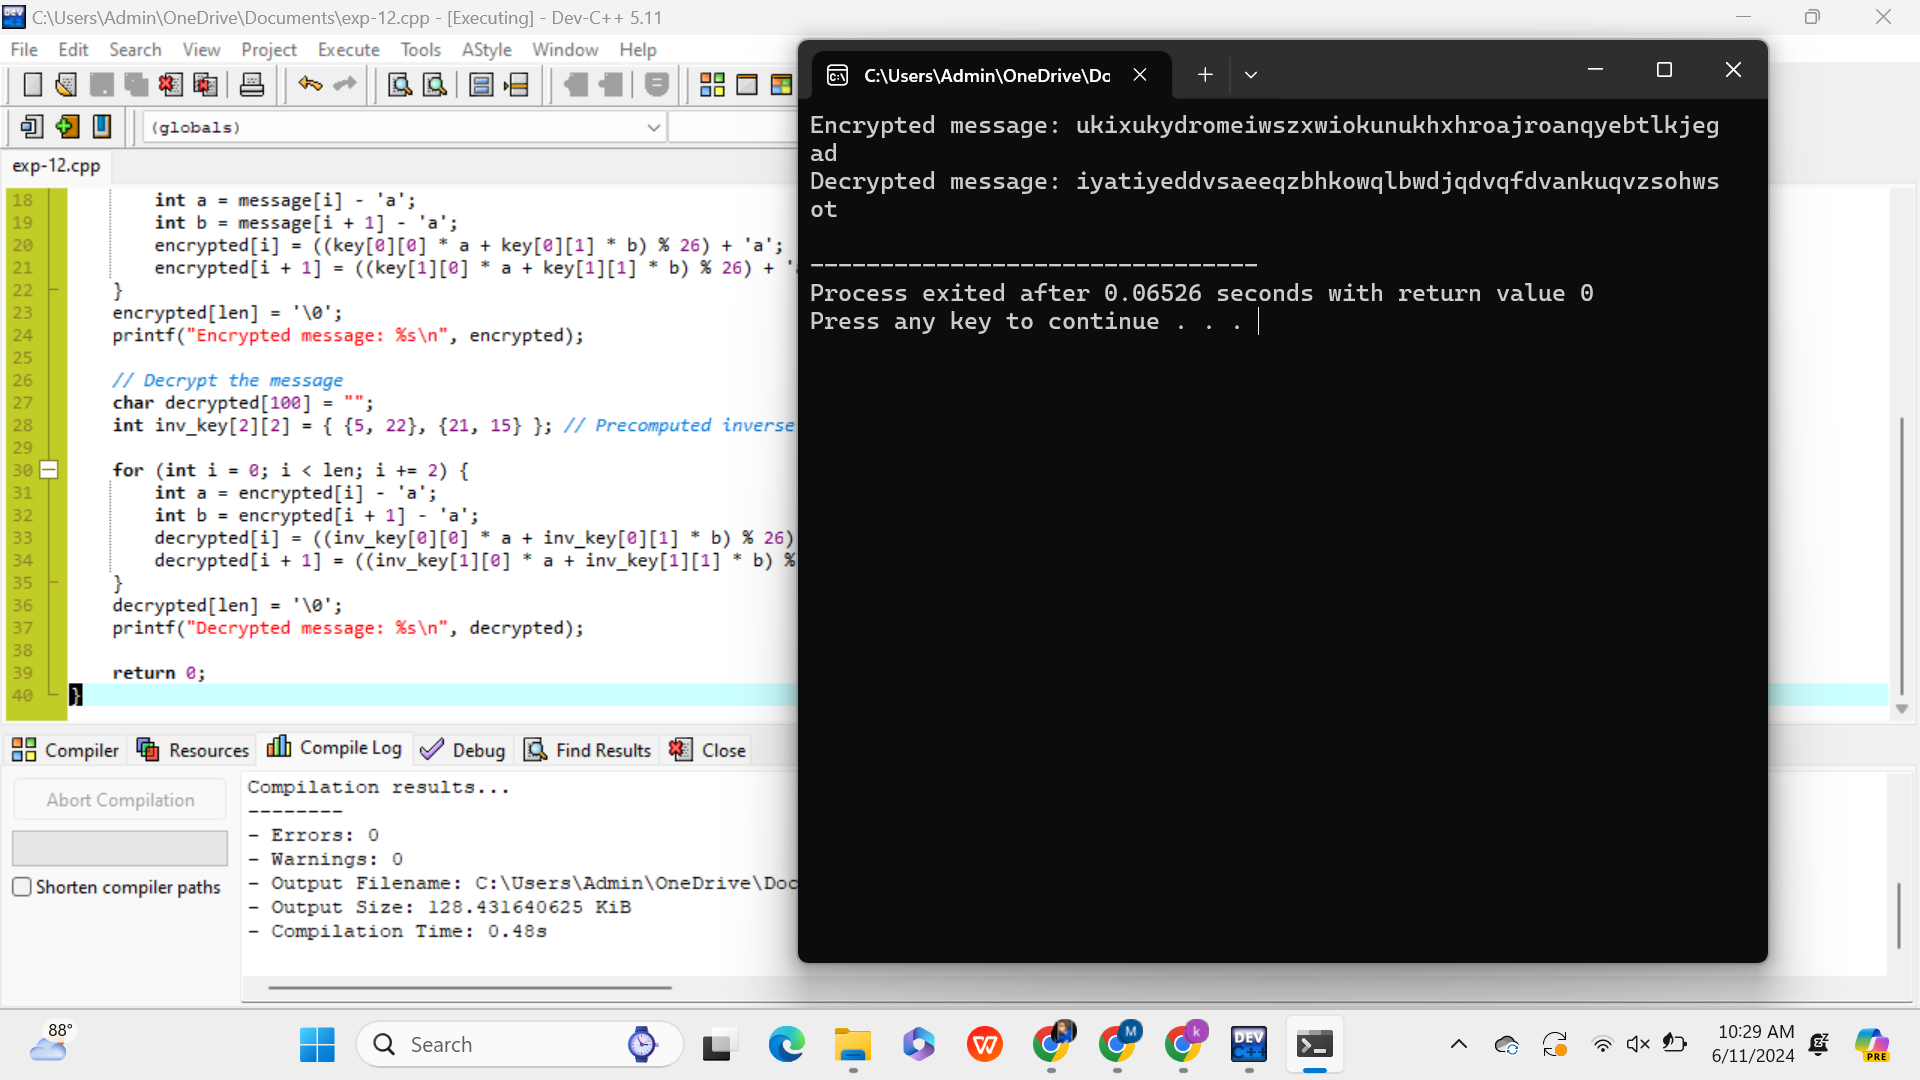 C:\Users\Admin\OneDrive\Documents\exp-12.cpp - [Executing] - Dev-C++ 5.11
File Edit Search View Project Execute Tools AStyle Window Help
(globals)
exp-12.cpp
18 int a = message[i] - 'a';
19 int b = message[i + 1] - 'a';
20 encrypted[i] = ((key[0][0] * a + key[0][1] * b) % 26) + 'a';
21 encrypted[i + 1] = ((key[1][0] * a + key[1][1] * b) % 26) + '
22 }
23 encrypted[len] = '\0';
24 printf("Encrypted message: %s\n", encrypted);
25
26 // Decrypt the message
27 char decrypted[100] = "";
28 int inv_key[2][2] = { {5, 22}, {21, 15} }; // Precomputed inverse
29
30 for (int i = 0; i < len; i += 2) {
31 int a = encrypted[i] - 'a';
32 int b = encrypted[i + 1] - 'a';
33 decrypted[i] = ((inv_key[0][0] * a + inv_key[0][1] * b) % 26)
34 decrypted[i + 1] = ((inv_key[1][0] * a + inv_key[1][1] * b) %
35 }
36 decrypted[len] = '\0';
37 printf("Decrypted message: %s\n", decrypted);
38
39 return 0;
40 }
C:\Users\Admin\OneDrive\Do
Encrypted message: ukixukydromeiwszxwiokunukhxhroajroanqyebtlkjeg
ad
Decrypted message: iyatiyeddvsaeeqzbhkowqlbwdjqdvqfdvankuqvzsohws
ot
--------------------------------
Process exited after 0.06526 seconds with return value 0
Press any key to continue . . .
Compiler Resources Compile Log Debug Find Results Close
Abort Compilation
Shorten compiler paths
Compilation results...
--------
- Errors: 0
- Warnings: 0
- Output Filename: C:\Users\Admin\OneDrive\Doc
- Output Size: 128.431640625 KiB
- Compilation Time: 0.48s
88°
Search
M
k
DEV
C++
10:29 AM
6/11/2024
PRE